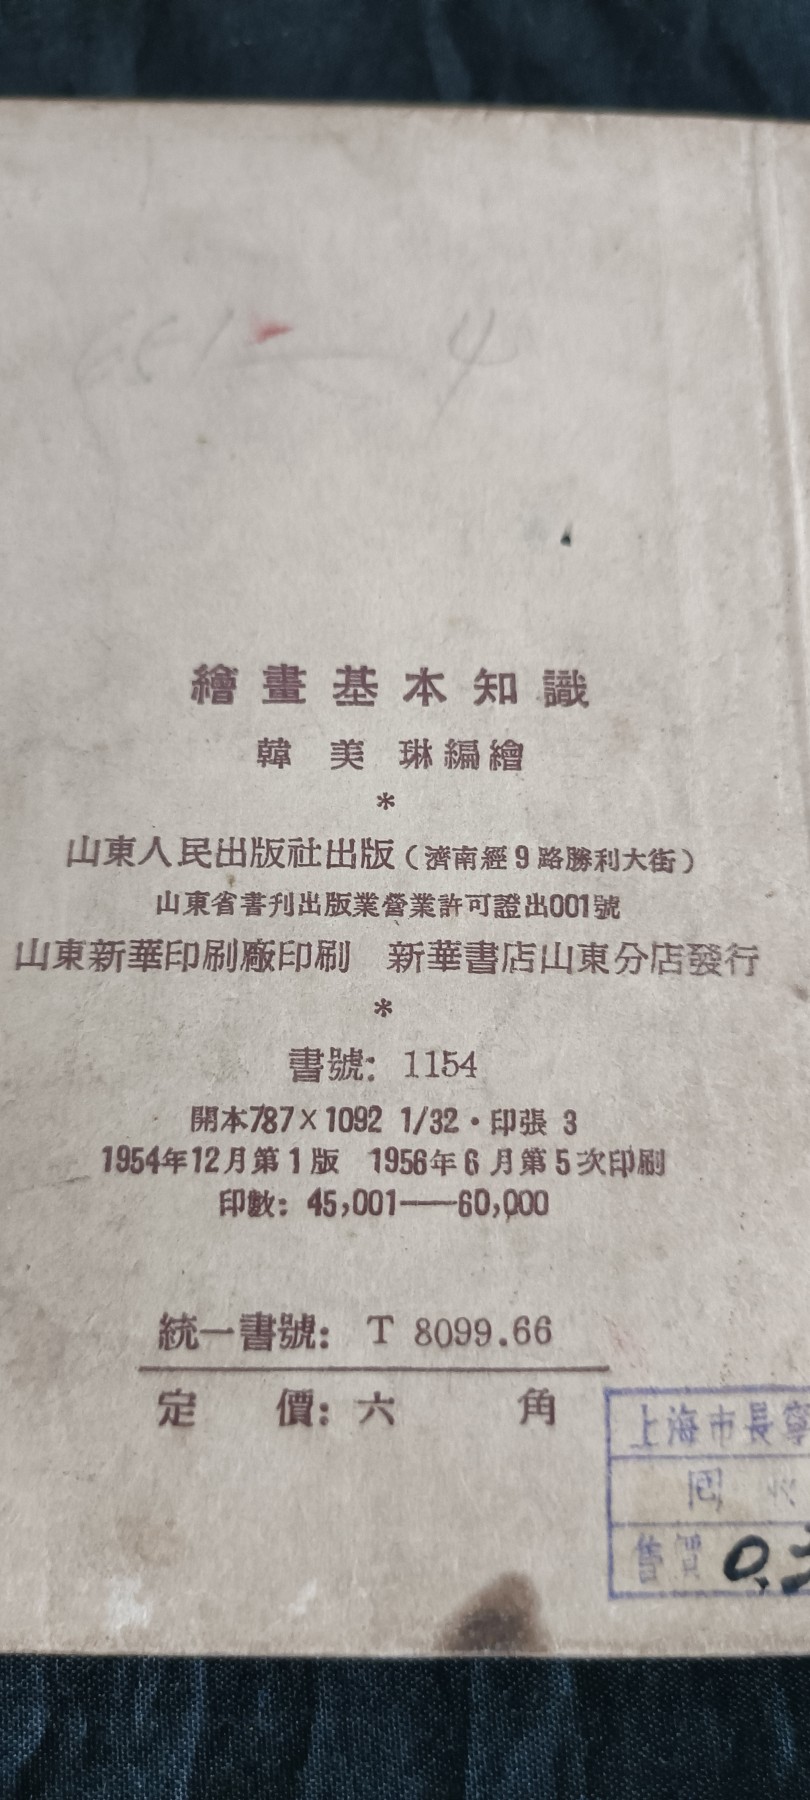 繪畫基本知識
韓美琳編繪
*
山東人民出版社出版（濟南經9路勝利大街）
山東省書刊出版業營業許可證出001號
山東新華印刷廠印刷　新華書店山東分店發行
*
書號：1154
開本787×1092 1/32·印張 3
1954年12月第1版　1956年6月第5次印刷
印數：45,001——60,000
統一書號：T 8099.66
定價：六角
上海市長寧
售價 0.